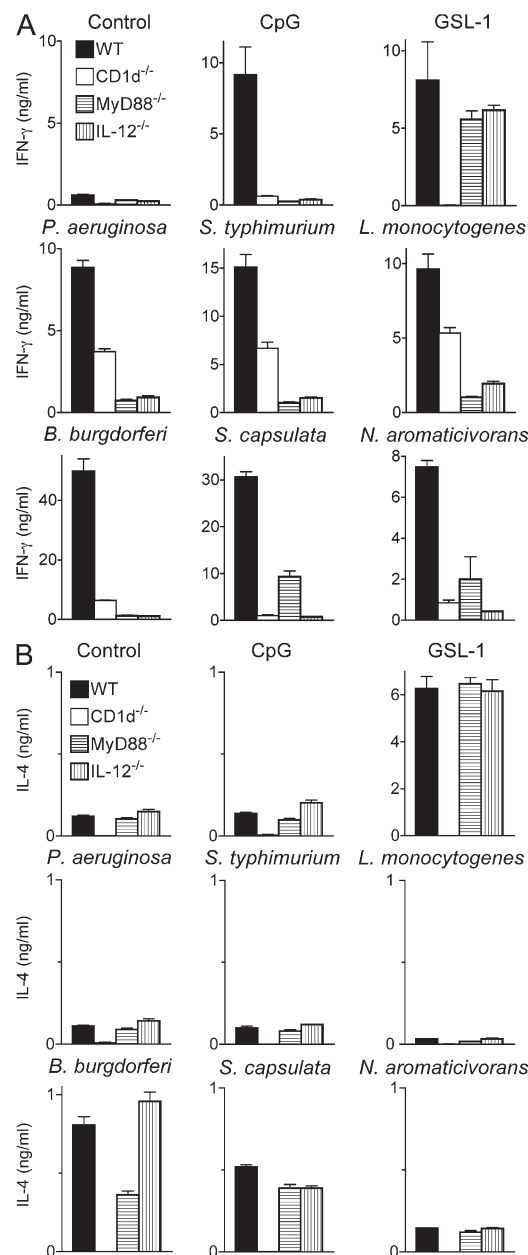 A
Control
CpG
GSL-1
IFN-γ (ng/ml)
10
5
0
WT
CD1d-/-
MyD88-/-
IL-12-/-
10
5
0
10
5
0
P. aeruginosa
S. typhimurium
L. monocytogenes
IFN-γ (ng/ml)
10
5
0
15
10
5
0
10
5
0
B. burgdorferi
S. capsulata
N. aromaticivorans
IFN-γ (ng/ml)
40
20
0
30
20
10
0
8
6
4
2
0
B
Control
CpG
GSL-1
IL-4 (ng/ml)
1
0
WT
CD1d-/-
MyD88-/-
IL-12-/-
1
0
6
4
2
0
P. aeruginosa
S. typhimurium
L. monocytogenes
IL-4 (ng/ml)
1
0
1
0
1
0
B. burgdorferi
S. capsulata
N. aromaticivorans
IL-4 (ng/ml)
1
0
1
0
1
0